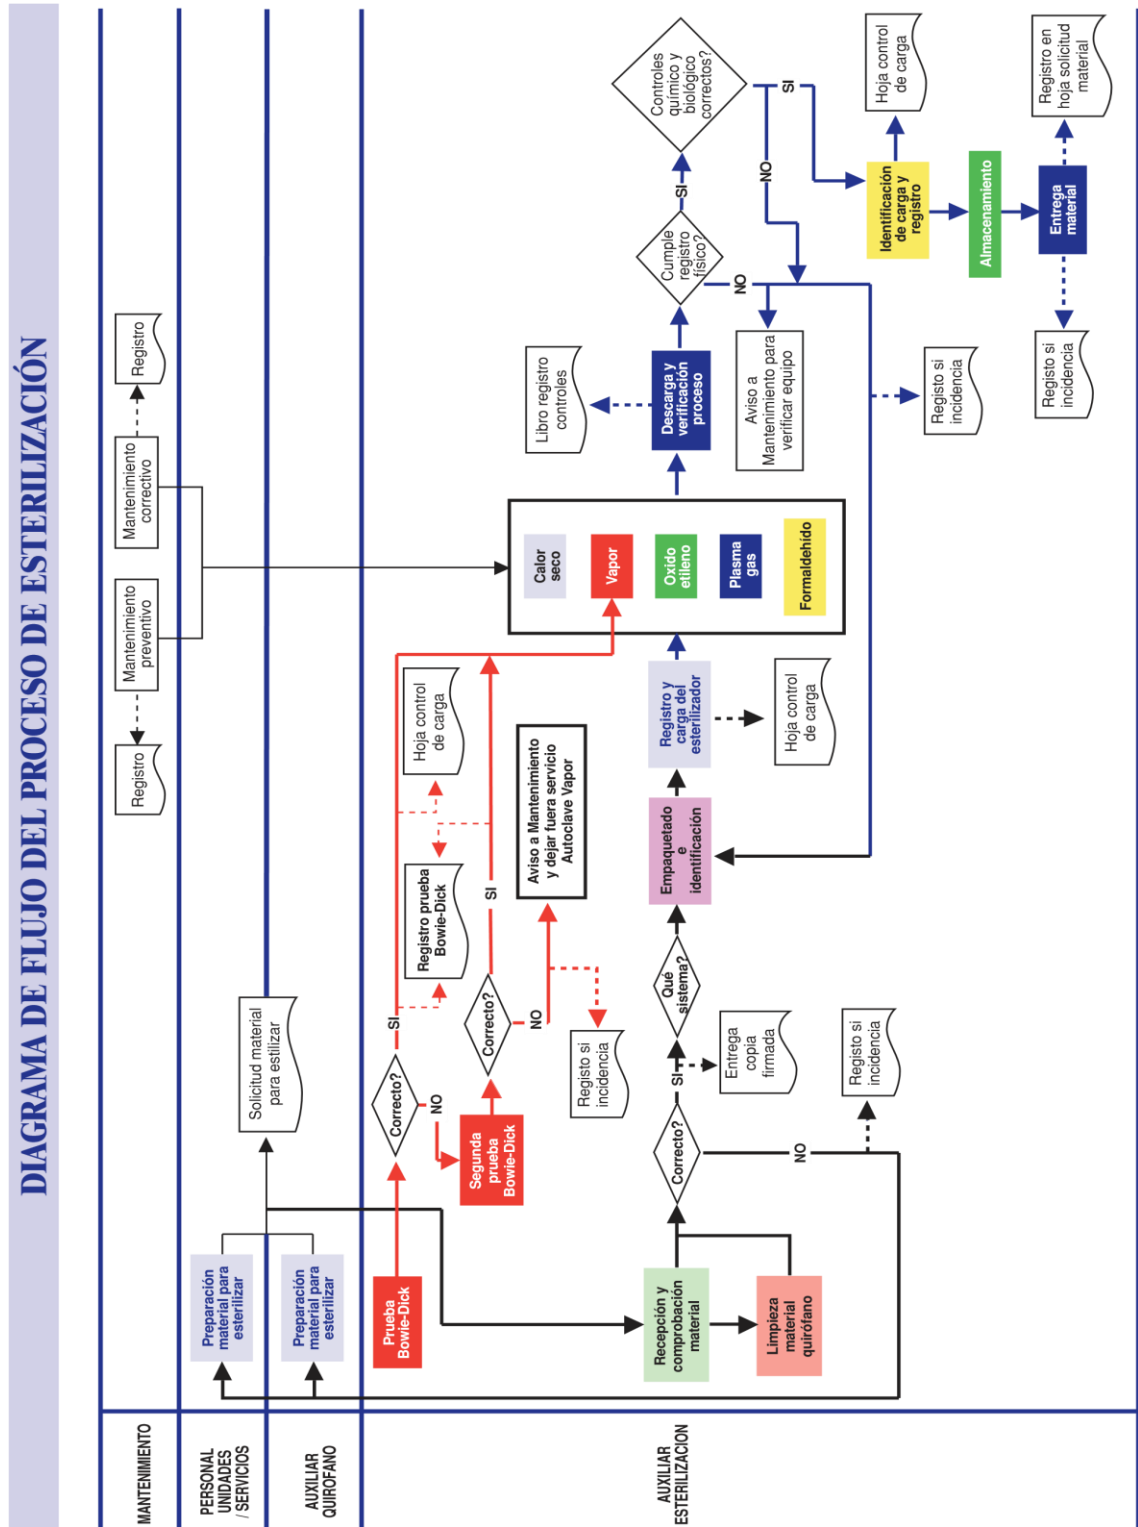 DIAGRAMA DE FLUJO DEL PROCESO DE ESTERILIZACIÓN
MANTENIMIENTO
Registro
Mantenimiento
preventivo
Mantenimiento
correctivo
Registro
PERSONAL
UNIDADES
/ SERVICIOS
Preparación
material para
esterilizar
Solicitud material
para estilizar
AUXILIAR
QUIROFANO
Preparación
material para
esterilizar
AUXILIAR
ESTERILIZACION
Prueba
Bowie-Dick
Correcto?
SI
NO
Segunda
prueba
Bowie-Dick
Correcto?
SI
NO
Registro prueba
Bowie-Dick
Hoja control
de carga
Registo si
incidencia
Aviso a Mantenimiento
y dejar fuera servicio
Autoclave Vapor
Recepción y
comprobación
material
Limpieza
material
quirófano
Correcto?
SI
NO
Entrega
copia
firmada
Registo si
incidencia
Qué
sistema?
Empaquetado
e
identificación
Registro y
carga del
esterilizador
Hoja control
de carga
Calor
seco
Vapor
Oxido
etileno
Plasma
gas
Formaldehido
Descarga y
verificación
proceso
Libro registro
controles
Cumple
registro
físico?
SI
NO
Aviso a
Mantenimiento para
verificar equipo
Registo si
incidencia
Controles
químico y
biológico
correctos?
SI
NO
Identificación
de carga y
registro
Hoja control
de carga
Almacenamiento
Entrega
material
Registro en
hoja solicitud
material
Registo si
incidencia